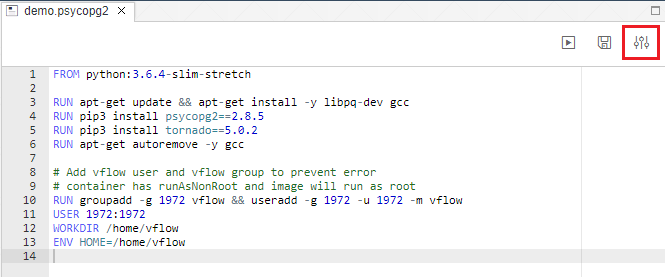 demo.psycopg2
1 FROM python:3.6.4-slim-stretch
2
3 RUN apt-get update && apt-get install -y libpq-dev gcc
4 RUN pip3 install psycopg2==2.8.5
5 RUN pip3 install tornado==5.0.2
6 RUN apt-get autoremove -y gcc
7
8 # Add vflow user and vflow group to prevent error
9 # container has runAsNonRoot and image will run as root
10 RUN groupadd -g 1972 vflow && useradd -g 1972 -u 1972 -m vflow
11 USER 1972:1972
12 WORKDIR /home/vflow
13 ENV HOME=/home/vflow
14